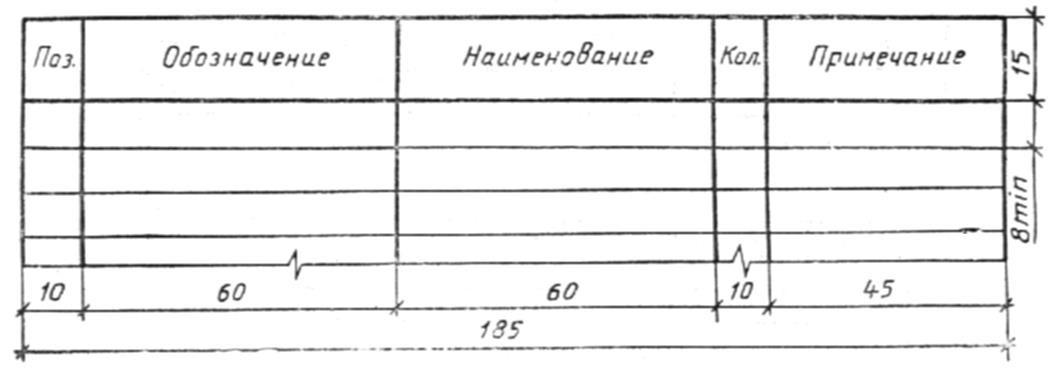 Поз. Обозначение Наименование Кол. Примечание 15
8min
10 60 60 10 45
185